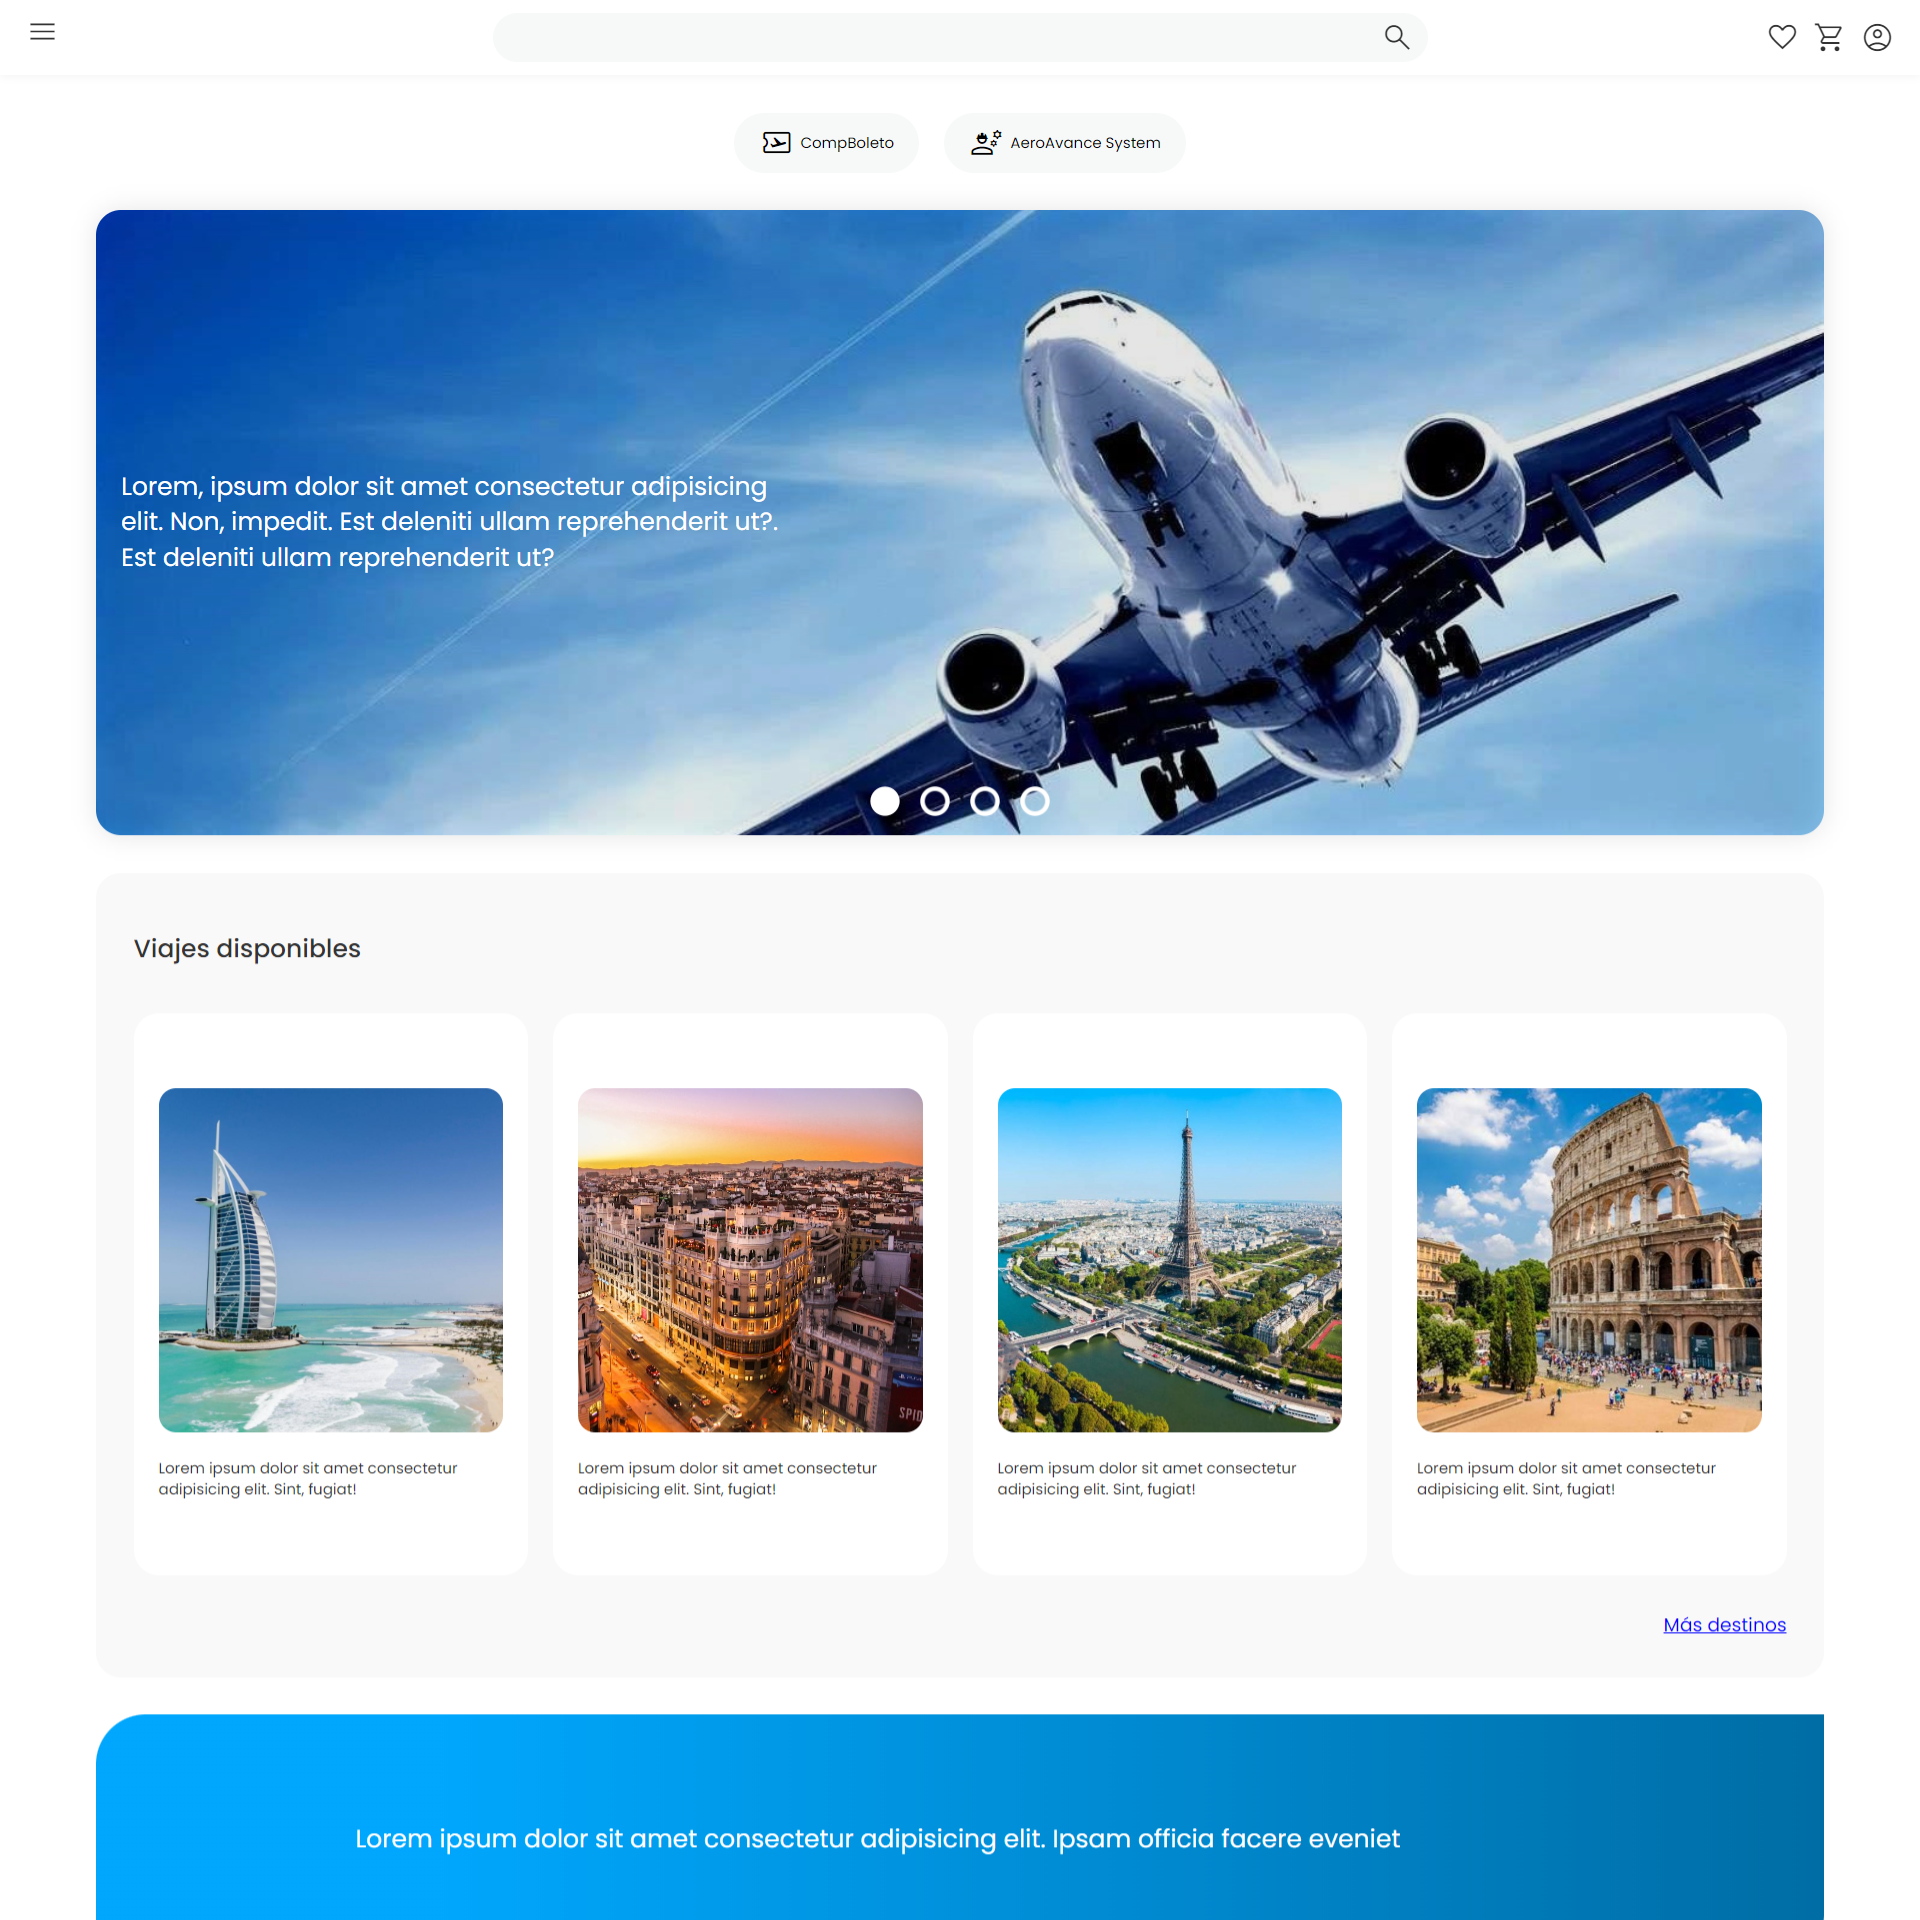 CompBoleto
AeroAvance System
Lorem, ipsum dolor sit amet consectetur adipisicing
elit. Non, impedit. Est deleniti ullam reprehenderit ut?.
Est deleniti ullam reprehenderit ut?
Viajes disponibles
Lorem ipsum dolor sit amet consectetur
adipisicing elit. Sint, fugiat!
Lorem ipsum dolor sit amet consectetur
adipisicing elit. Sint, fugiat!
Lorem ipsum dolor sit amet consectetur
adipisicing elit. Sint, fugiat!
Lorem ipsum dolor sit amet consectetur
adipisicing elit. Sint, fugiat!
Más destinos
Lorem ipsum dolor sit amet consectetur adipisicing elit. Ipsam officia facere eveniet